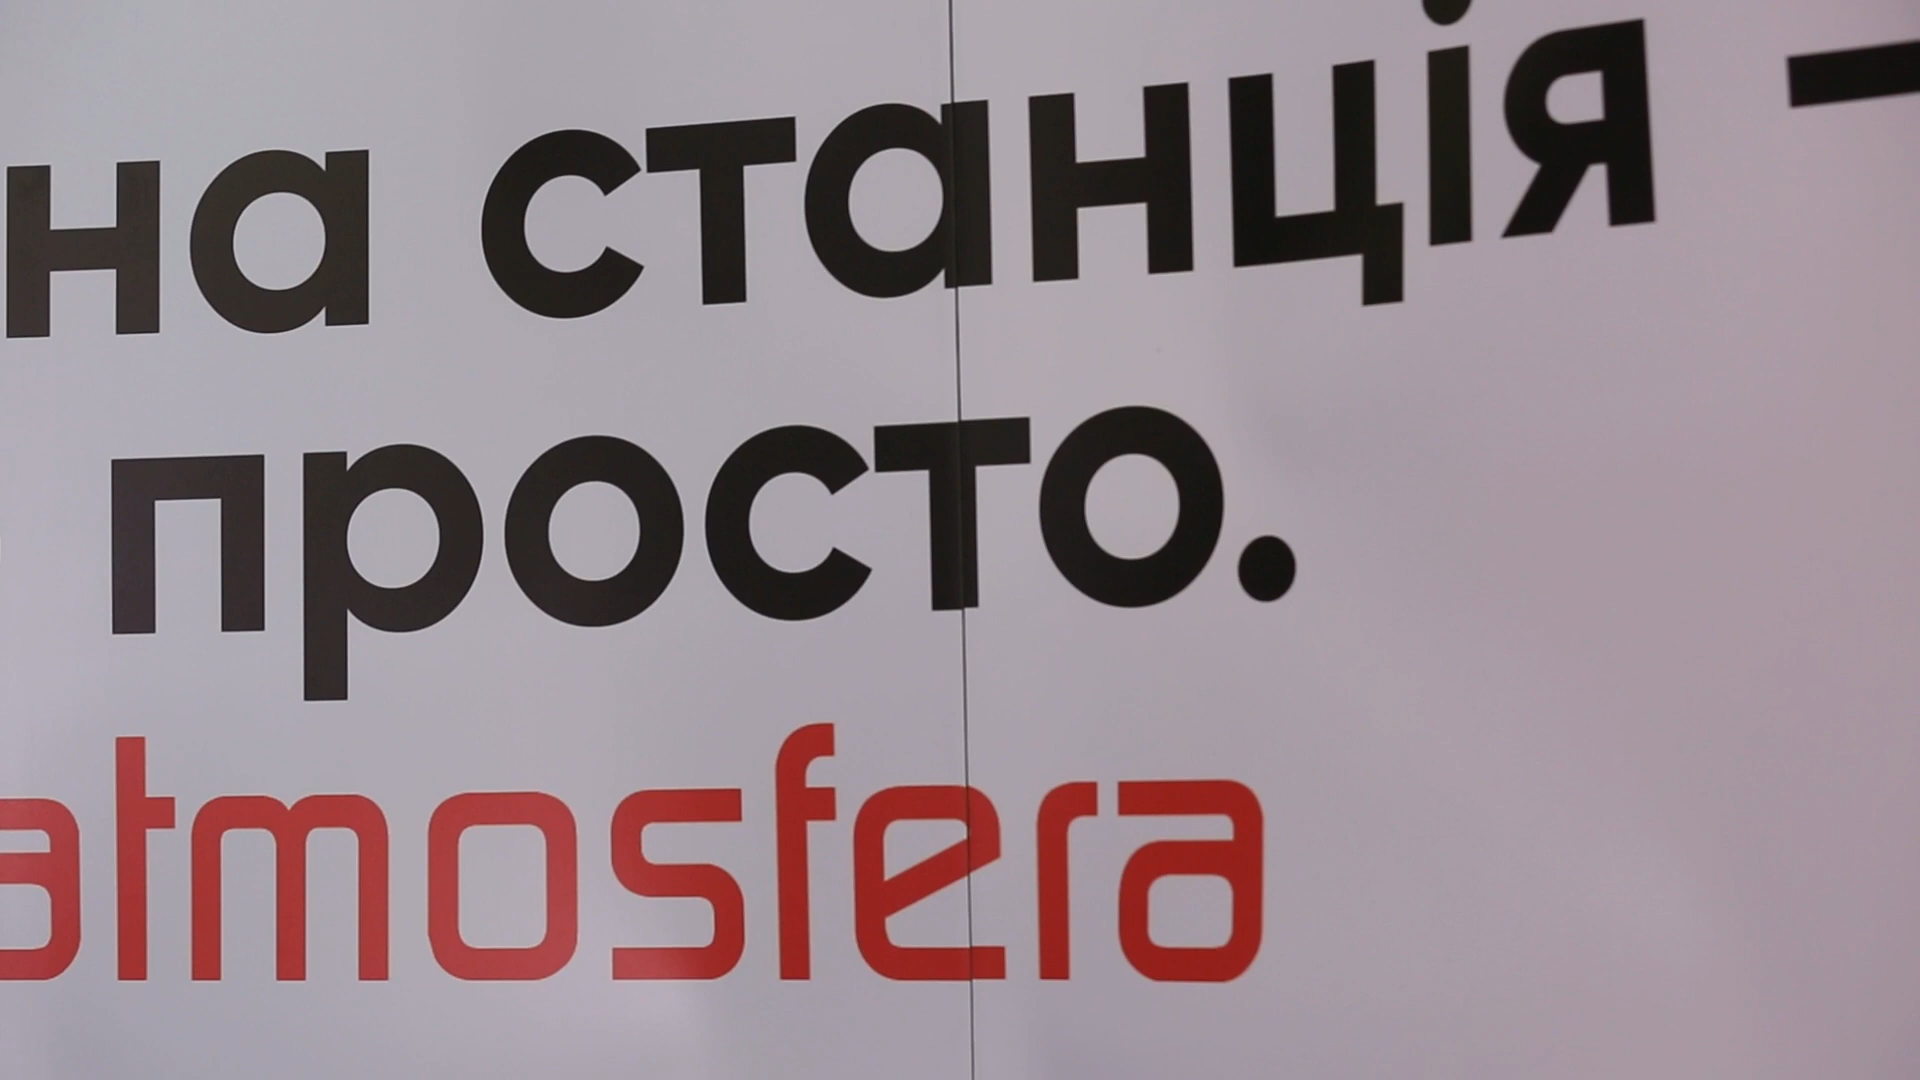 на станція –
просто.
atmosfera